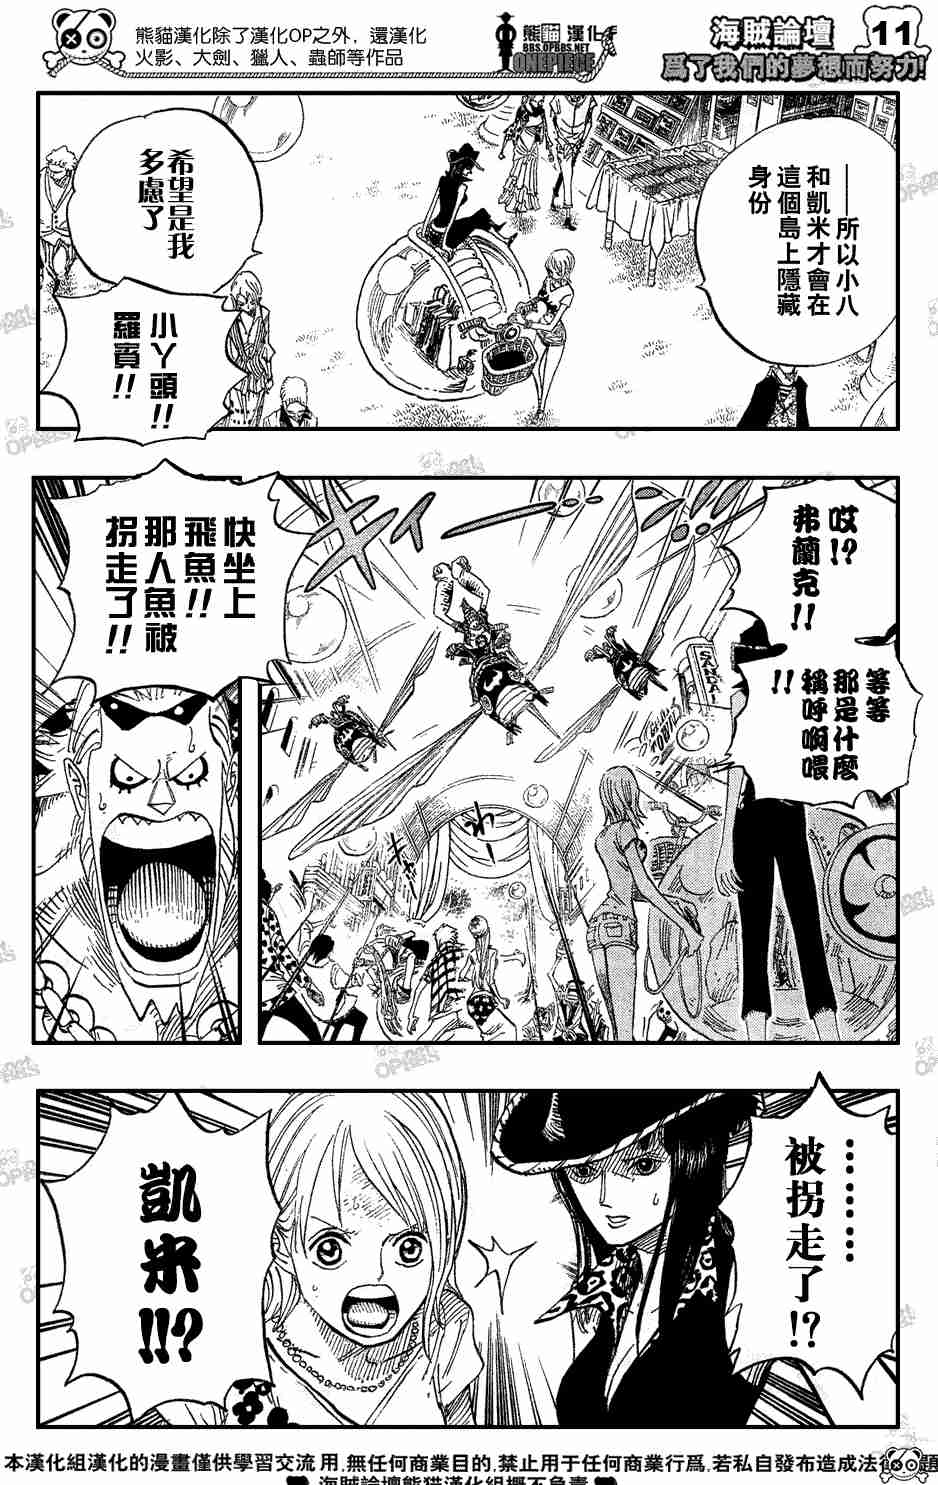 熊貓漢化除了漢化OP之外，還漢化
火影、大劍、獵人、蟲師等作品
熊貓 漢化
BBS.OPBBS.NET
ONEPIECE
海賊論壇
爲了我們的夢想而努力!
11
——所以小八
和凱米才會在
這個島上隱藏
身份
希望是我
多慮了
小丫頭!!
羅賓!!
哎!?
弗蘭克!!
等等
那是什麽
稱呼啊喂
!!
快坐上
飛魚!!
那人魚被
拐走了!!
………
被拐走了!?
凱米!!!?
本漢化組漢化的漫畫僅供學習交流 用,無任何商業目的,禁止用于任何商業行爲,若私自發布造成法律問題
海賊論壇熊猫漢化組概不負責